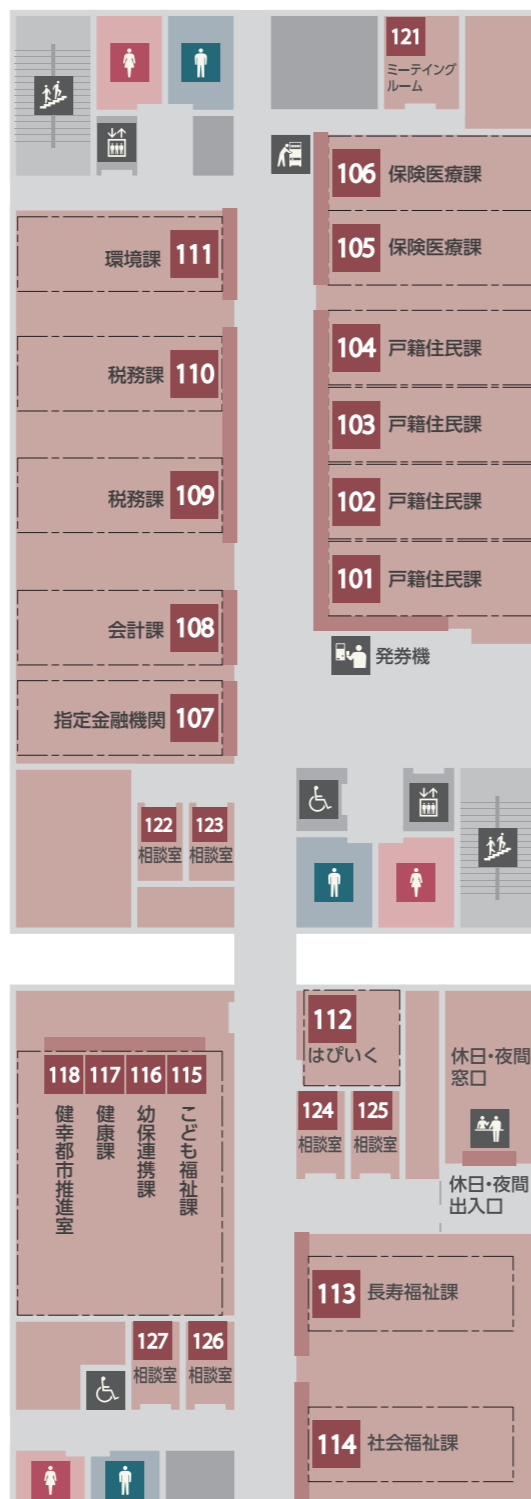 121
ミーテイング
ルーム
106 保険医療課
105 保険医療課
環境課 111
104 戸籍住民課
税務課 110
103 戸籍住民課
税務課 109
102 戸籍住民課
101 戸籍住民課
会計課 108
発券機
指定金融機関 107
122
相談室
123
相談室
112
はぴいく
休日・夜間
窓口
118
健幸都市推進室
117
健康課
116
幼保連携課
115
こども福祉課
124
相談室
125
相談室
休日・夜間
出入口
113 長寿福祉課
127
相談室
126
相談室
114 社会福祉課